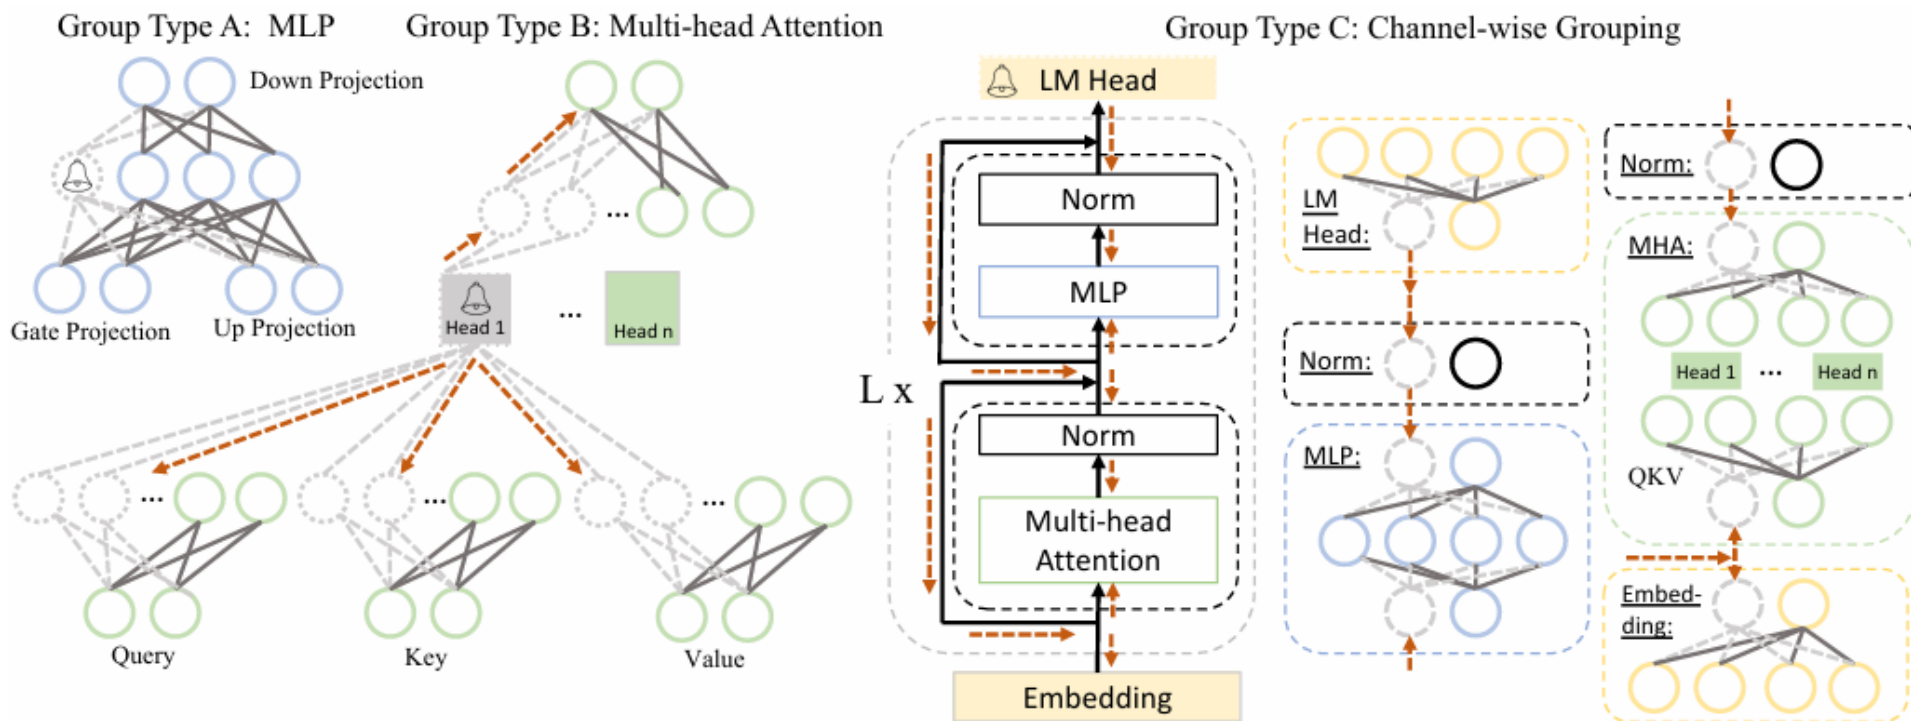 Group Type A: MLP
Group Type B: Multi-head Attention
Group Type C: Channel-wise Grouping
Down Projection
Gate Projection
Up Projection
Head 1
...
Head n
...
...
...
...
Query
Key
Value
LM Head
Norm
MLP
L x
Norm
Multi-head
Attention
Embedding
LM
Head:
Norm:
MLP:
Norm:
MHA:
Head 1
...
Head n
QKV
Embed-
ding: